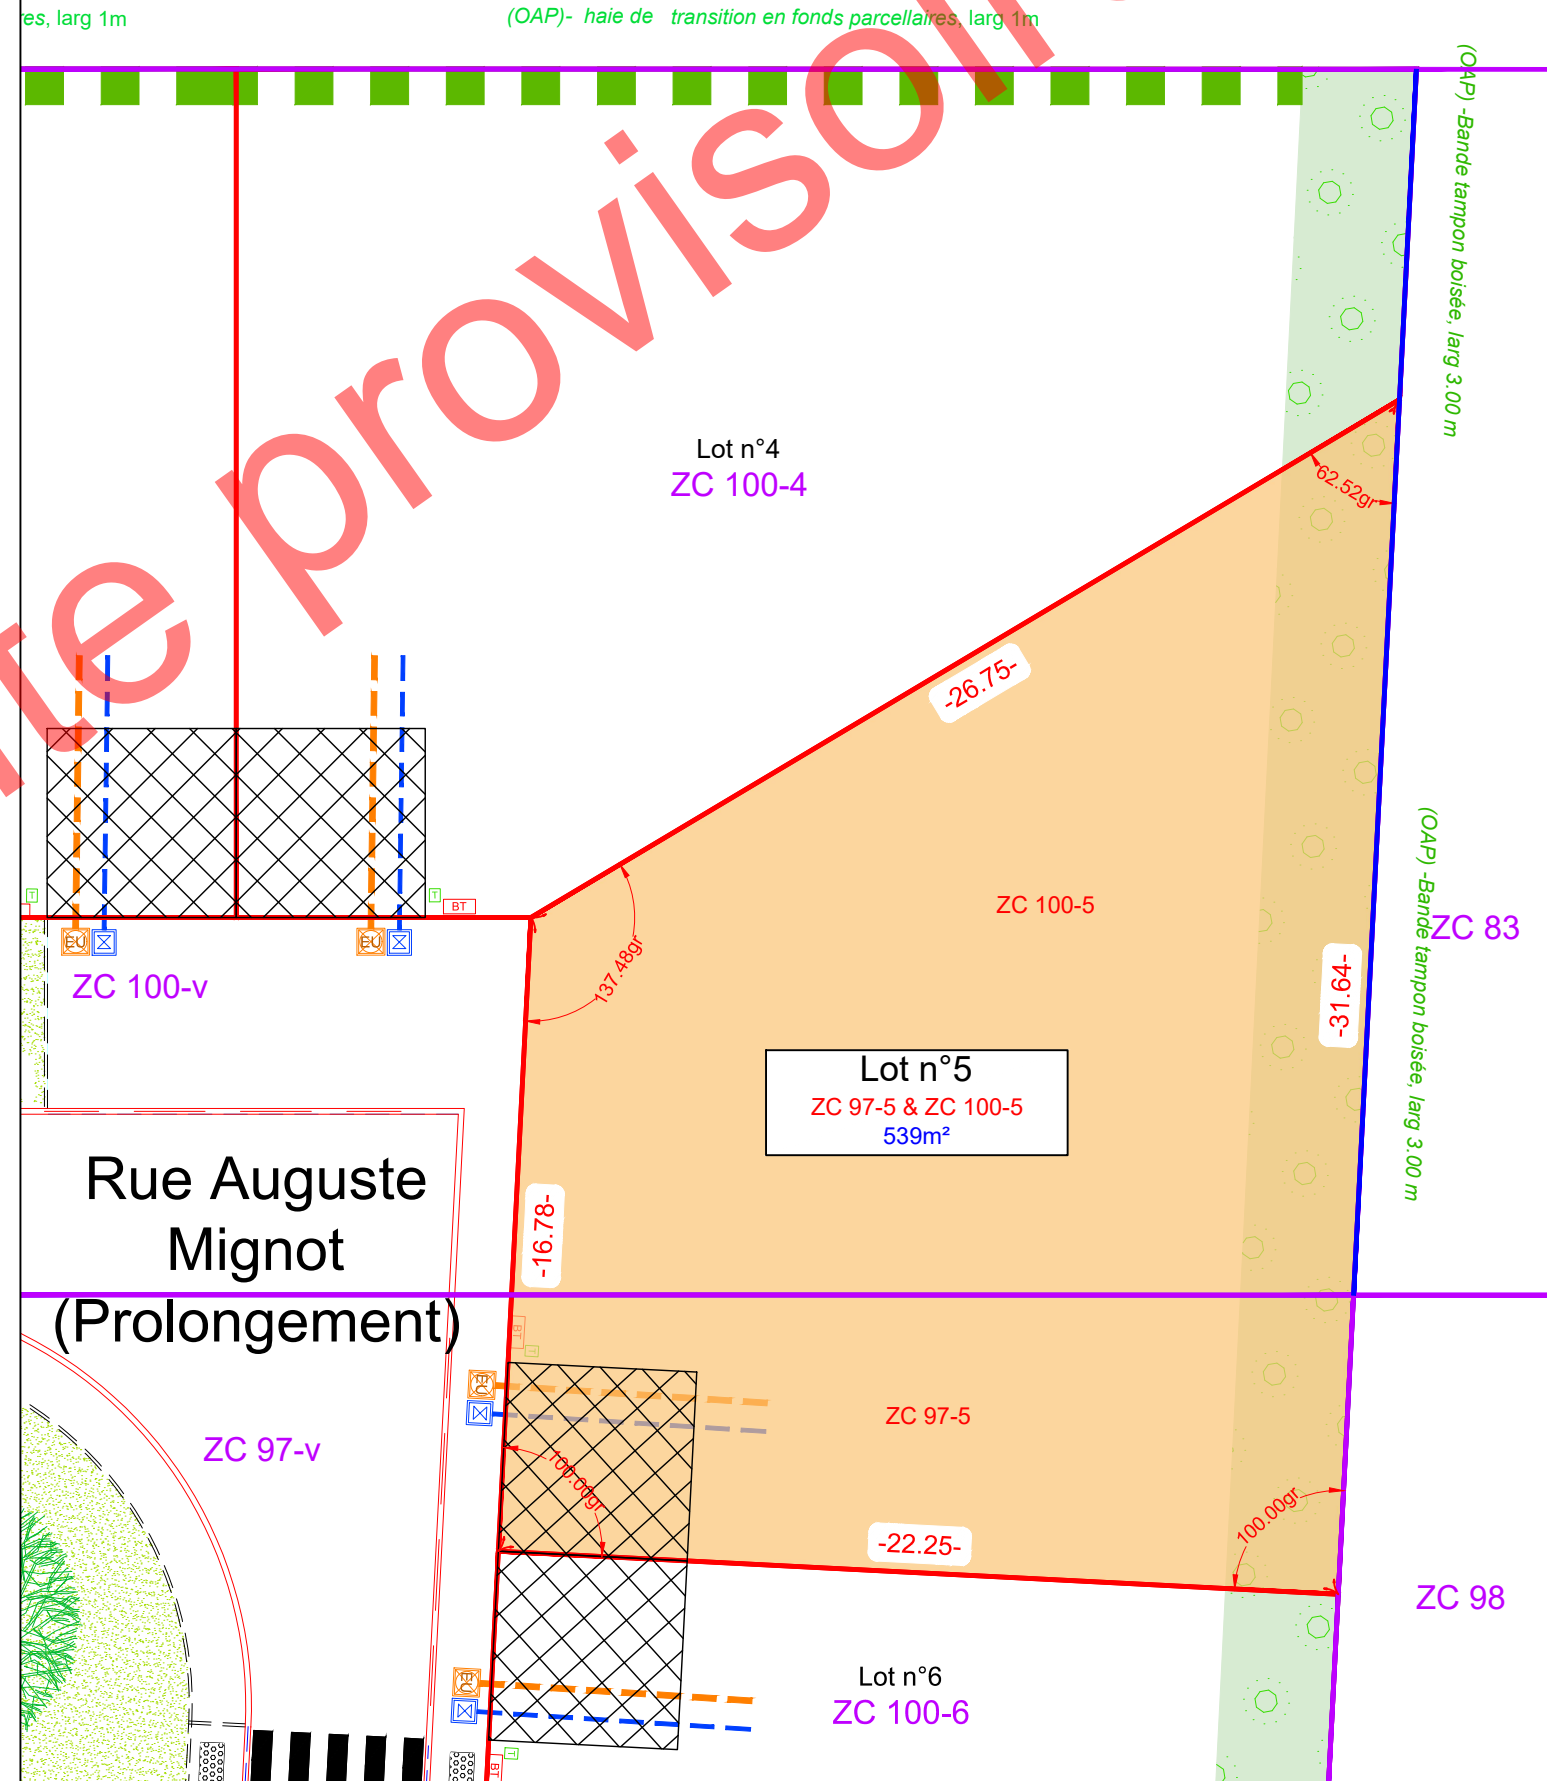 es, larg 1m
(OAP)- haie de transition en fonds parcellaires, larg 1m
(OAP) -Bande tampon boisée, larg 3.00 m
te provisoi
Lot n°4
ZC 100-4
62.52gr
-26.75-
T
T
BT
EU
EU
ZC 100-v
137.48gr
ZC 100-5
ZC 83
(OAP) -Bande tampon boisée, larg 3.00 m
-31.64-
Lot n°5
ZC 97-5 & ZC 100-5
539m²
Rue Auguste
Mignot
(Prolongement)
-16.78-
BT
T
EU
ZC 97-v
ZC 97-5
100.00gr
100.00gr
-22.25-
ZC 98
EU
Lot n°6
ZC 100-6
T
BT